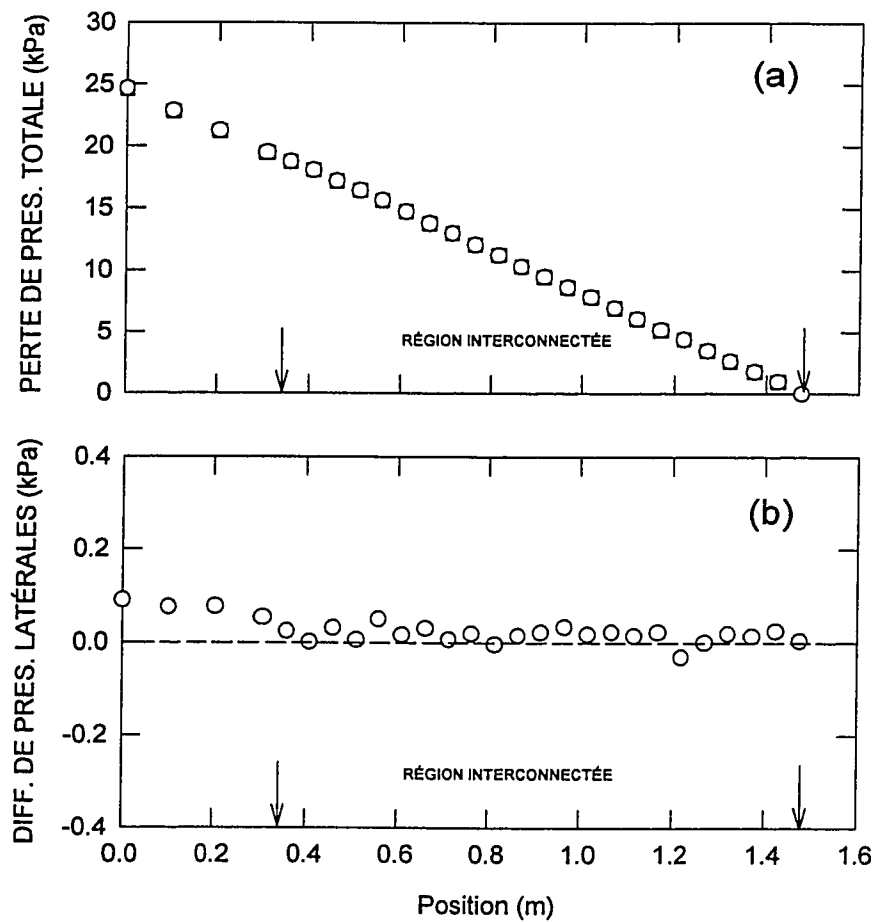 PERTE DE PRES. TOTALE (kPa)
30
25
20
15
10
5
0
(a)
RÉGION INTERCONNECTÉE
DIFF. DE PRES. LATÉRALES (kPa)
0.4
0.2
0.0
-0.2
-0.4
(b)
RÉGION INTERCONNECTÉE
0.0 0.2 0.4 0.6 0.8 1.0 1.2 1.4 1.6
Position (m)